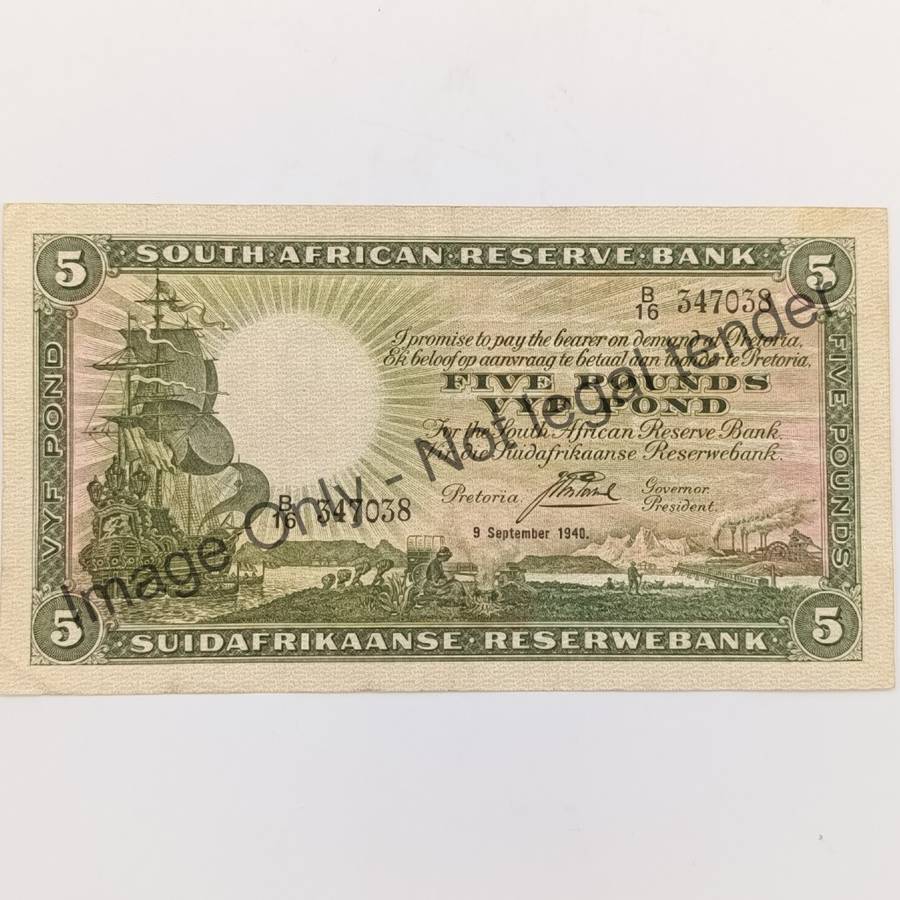 5 SOUTH·AFRICAN·RESERVE·BANK 5
B/16 347038
I promise to pay the bearer on demand at Pretoria.
Ek beloof op aanvraag te betaal aan toonder te Pretoria.
FIVE POUNDS
VYF POND
For the South African Reserve Bank.
Vir die Suidafrikaanse Reserwebank.
B/16 347038
Pretoria.
Governor.
President.
9 September 1940.
VYF POND
FIVE POUNDS
5 SUIDAFRIKAANSE·RESERWEBANK 5
Image Only - Not legal tender